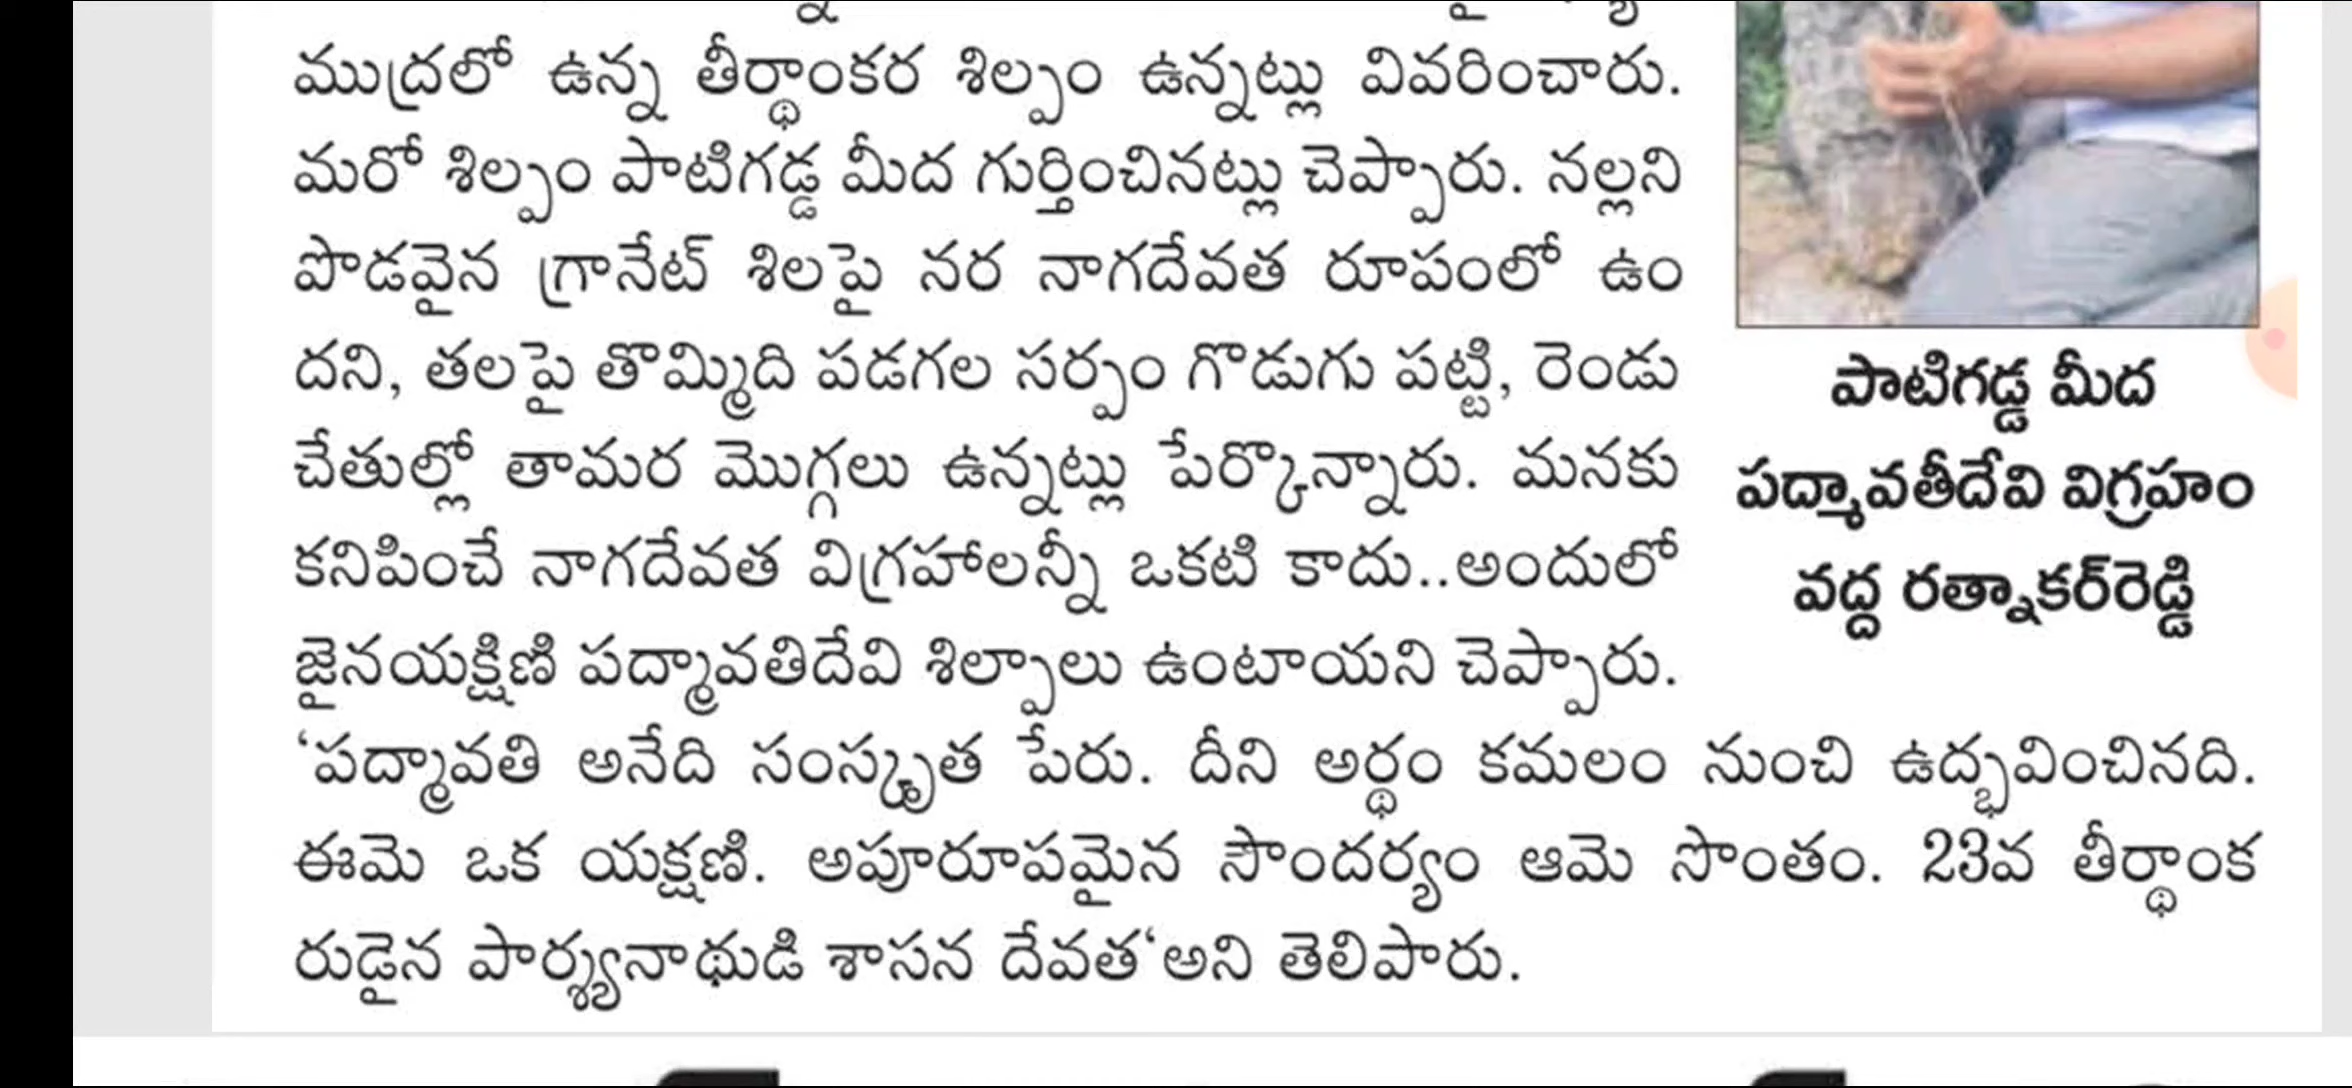 ముద్రలో ఉన్న తీర్థాంకర శిల్పం ఉన్నట్లు వివరించారు.
మరో శిల్పం పాటిగడ్డ మీద గుర్తించినట్లు చెప్పారు. నల్లని
పొడవైన గ్రానేట్ శిలపై నర నాగదేవత రూపంలో ఉం
దని, తలపై తొమ్మిది పడగల సర్పం గొడుగు పట్టి, రెండు
చేతుల్లో తామర మొగ్గలు ఉన్నట్లు పేర్కొన్నారు. మనకు
కనిపించే నాగదేవత విగ్రహాలన్నీ ఒకటి కాదు..అందులో
జైనయక్షిణి పద్మావతిదేవి శిల్పాలు ఉంటాయని చెప్పారు.
‘పద్మావతి అనేది సంస్కృత పేరు. దీని అర్థం కమలం నుంచి ఉద్భవించినది.
ఈమె ఒక యక్షణి. అపూరూపమైన సౌందర్యం ఆమె సొంతం. 23వ తీర్థాంక
రుడైన పార్శ్యనాథుడి శాసన దేవత‘అని తెలిపారు.
పాటిగడ్డ మీద
పద్మావతీదేవి విగ్రహం
వద్ద రత్నాకర్‌రెడ్డి